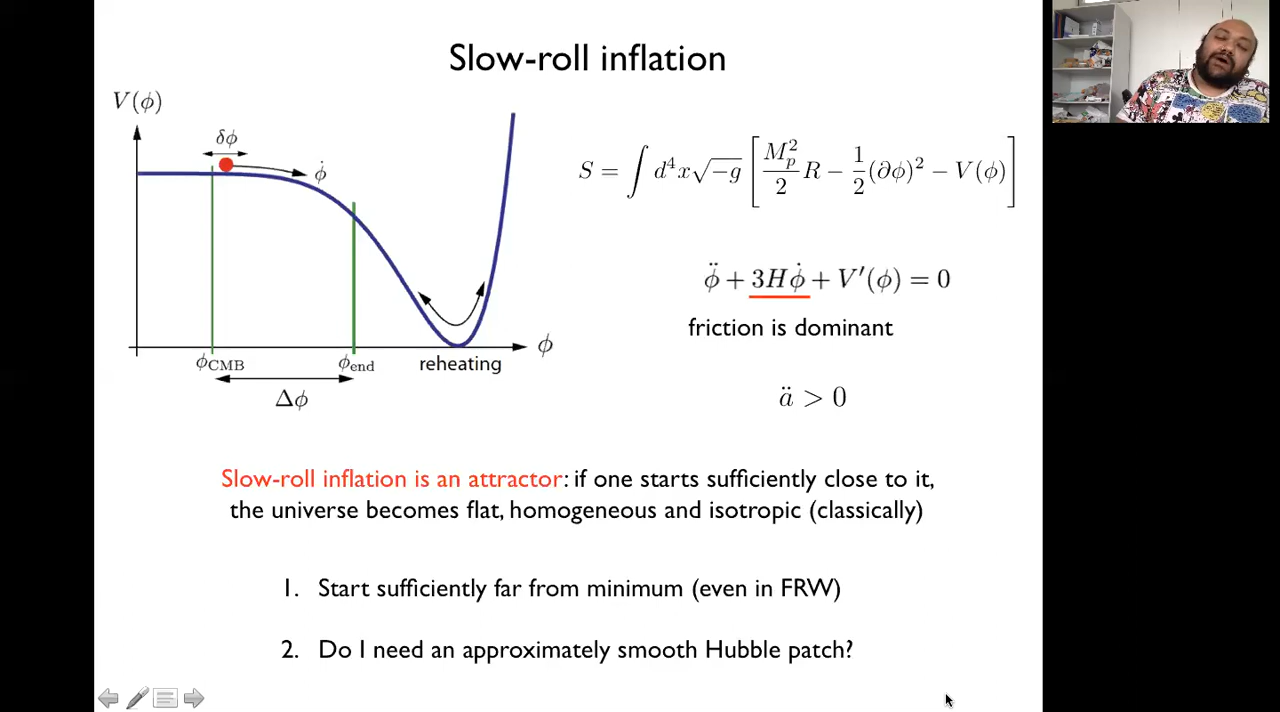 Slow-roll inflation
V(ϕ)
δϕ
ϕ̇
S = ∫ d⁴x√−g [ M_p²/2 R − 1/2 (∂ϕ)² − V(ϕ) ]
ϕ̈ + 3Hϕ̇ + V′(ϕ) = 0
friction is dominant
ϕ
ϕ_CMB ϕ_end reheating
Δϕ
ä > 0
Slow-roll inflation is an attractor: if one starts sufficiently close to it,
the universe becomes flat, homogeneous and isotropic (classically)
1. Start sufficiently far from minimum (even in FRW)
2. Do I need an approximately smooth Hubble patch?